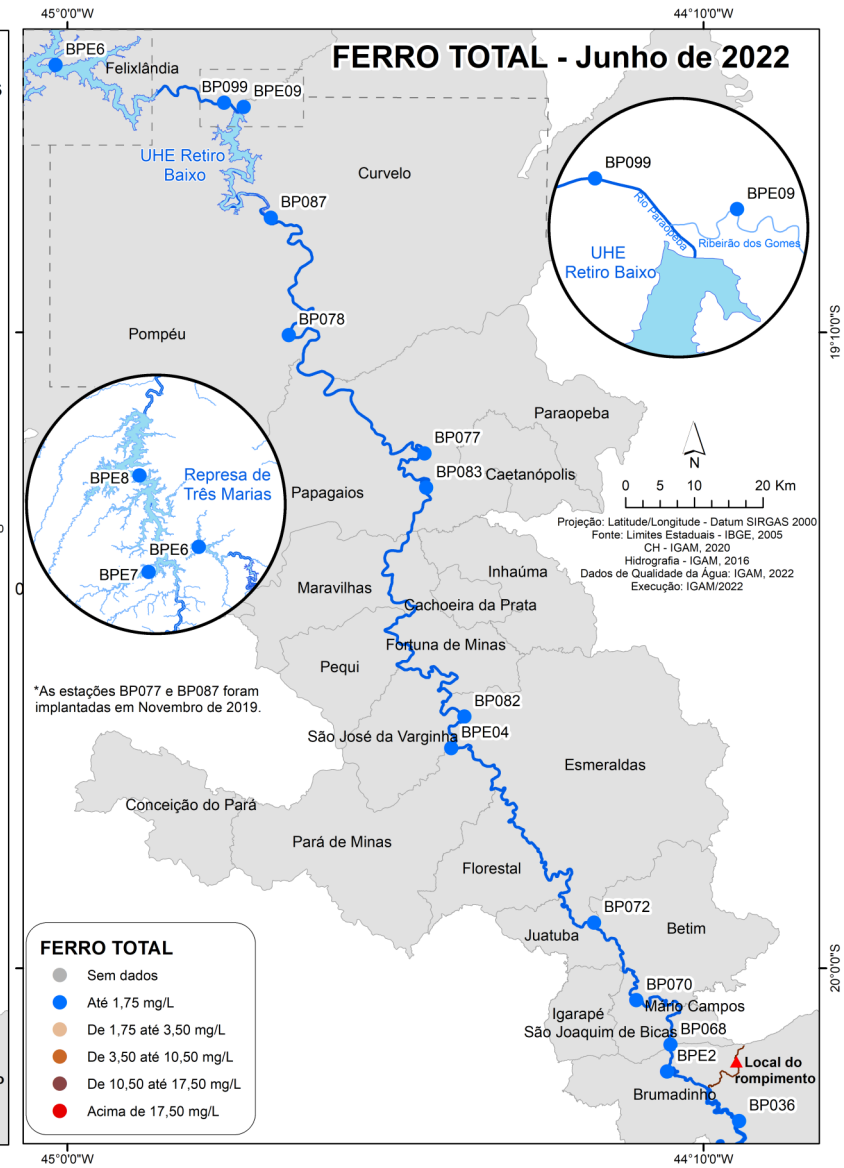 45°0'0"W
44°10'0"W
FERRO TOTAL - Junho de 2022
BPE6
Felixlândia
BP099
BPE09
UHE Retiro
Baixo
Curvelo
BP087
BP099
BPE09
Rio Paraopeba
Ribeirão dos Gomes
UHE
Retiro Baixo
BP078
Pompéu
19°10'0"S
Paraopeba
BP077
BP083
Caetanópolis
N
0 5 10 20 Km
BPE8
Represa de
Três Marias
BPE6
BPE7
Papagaios
Projeção: Latitude/Longitude - Datum SIRGAS 2000
Fonte: Limites Estaduais - IBGE, 2005
CH - IGAM, 2020
Hidrografia - IGAM, 2016
Dados de Qualidade da Água: IGAM, 2022
Execução: IGAM/2022
Inhaúma
Maravilhas
Cachoeira da Prata
Fortuna de Minas
Pequi
*As estações BP077 e BP087 foram
implantadas em Novembro de 2019.
BP082
São José da Varginha
BPE04
Esmeraldas
Conceição do Pará
Pará de Minas
Florestal
BP072
Juatuba
Betim
20°0'0"S
BP070
Mário Campos
Igarapé
São Joaquim de Bicas
BP068
BPE2
Local do
rompimento
Brumadinho
BP036
FERRO TOTAL
Sem dados
Até 1,75 mg/L
De 1,75 até 3,50 mg/L
De 3,50 até 10,50 mg/L
De 10,50 até 17,50 mg/L
Acima de 17,50 mg/L
45°0'0"W
44°10'0"W